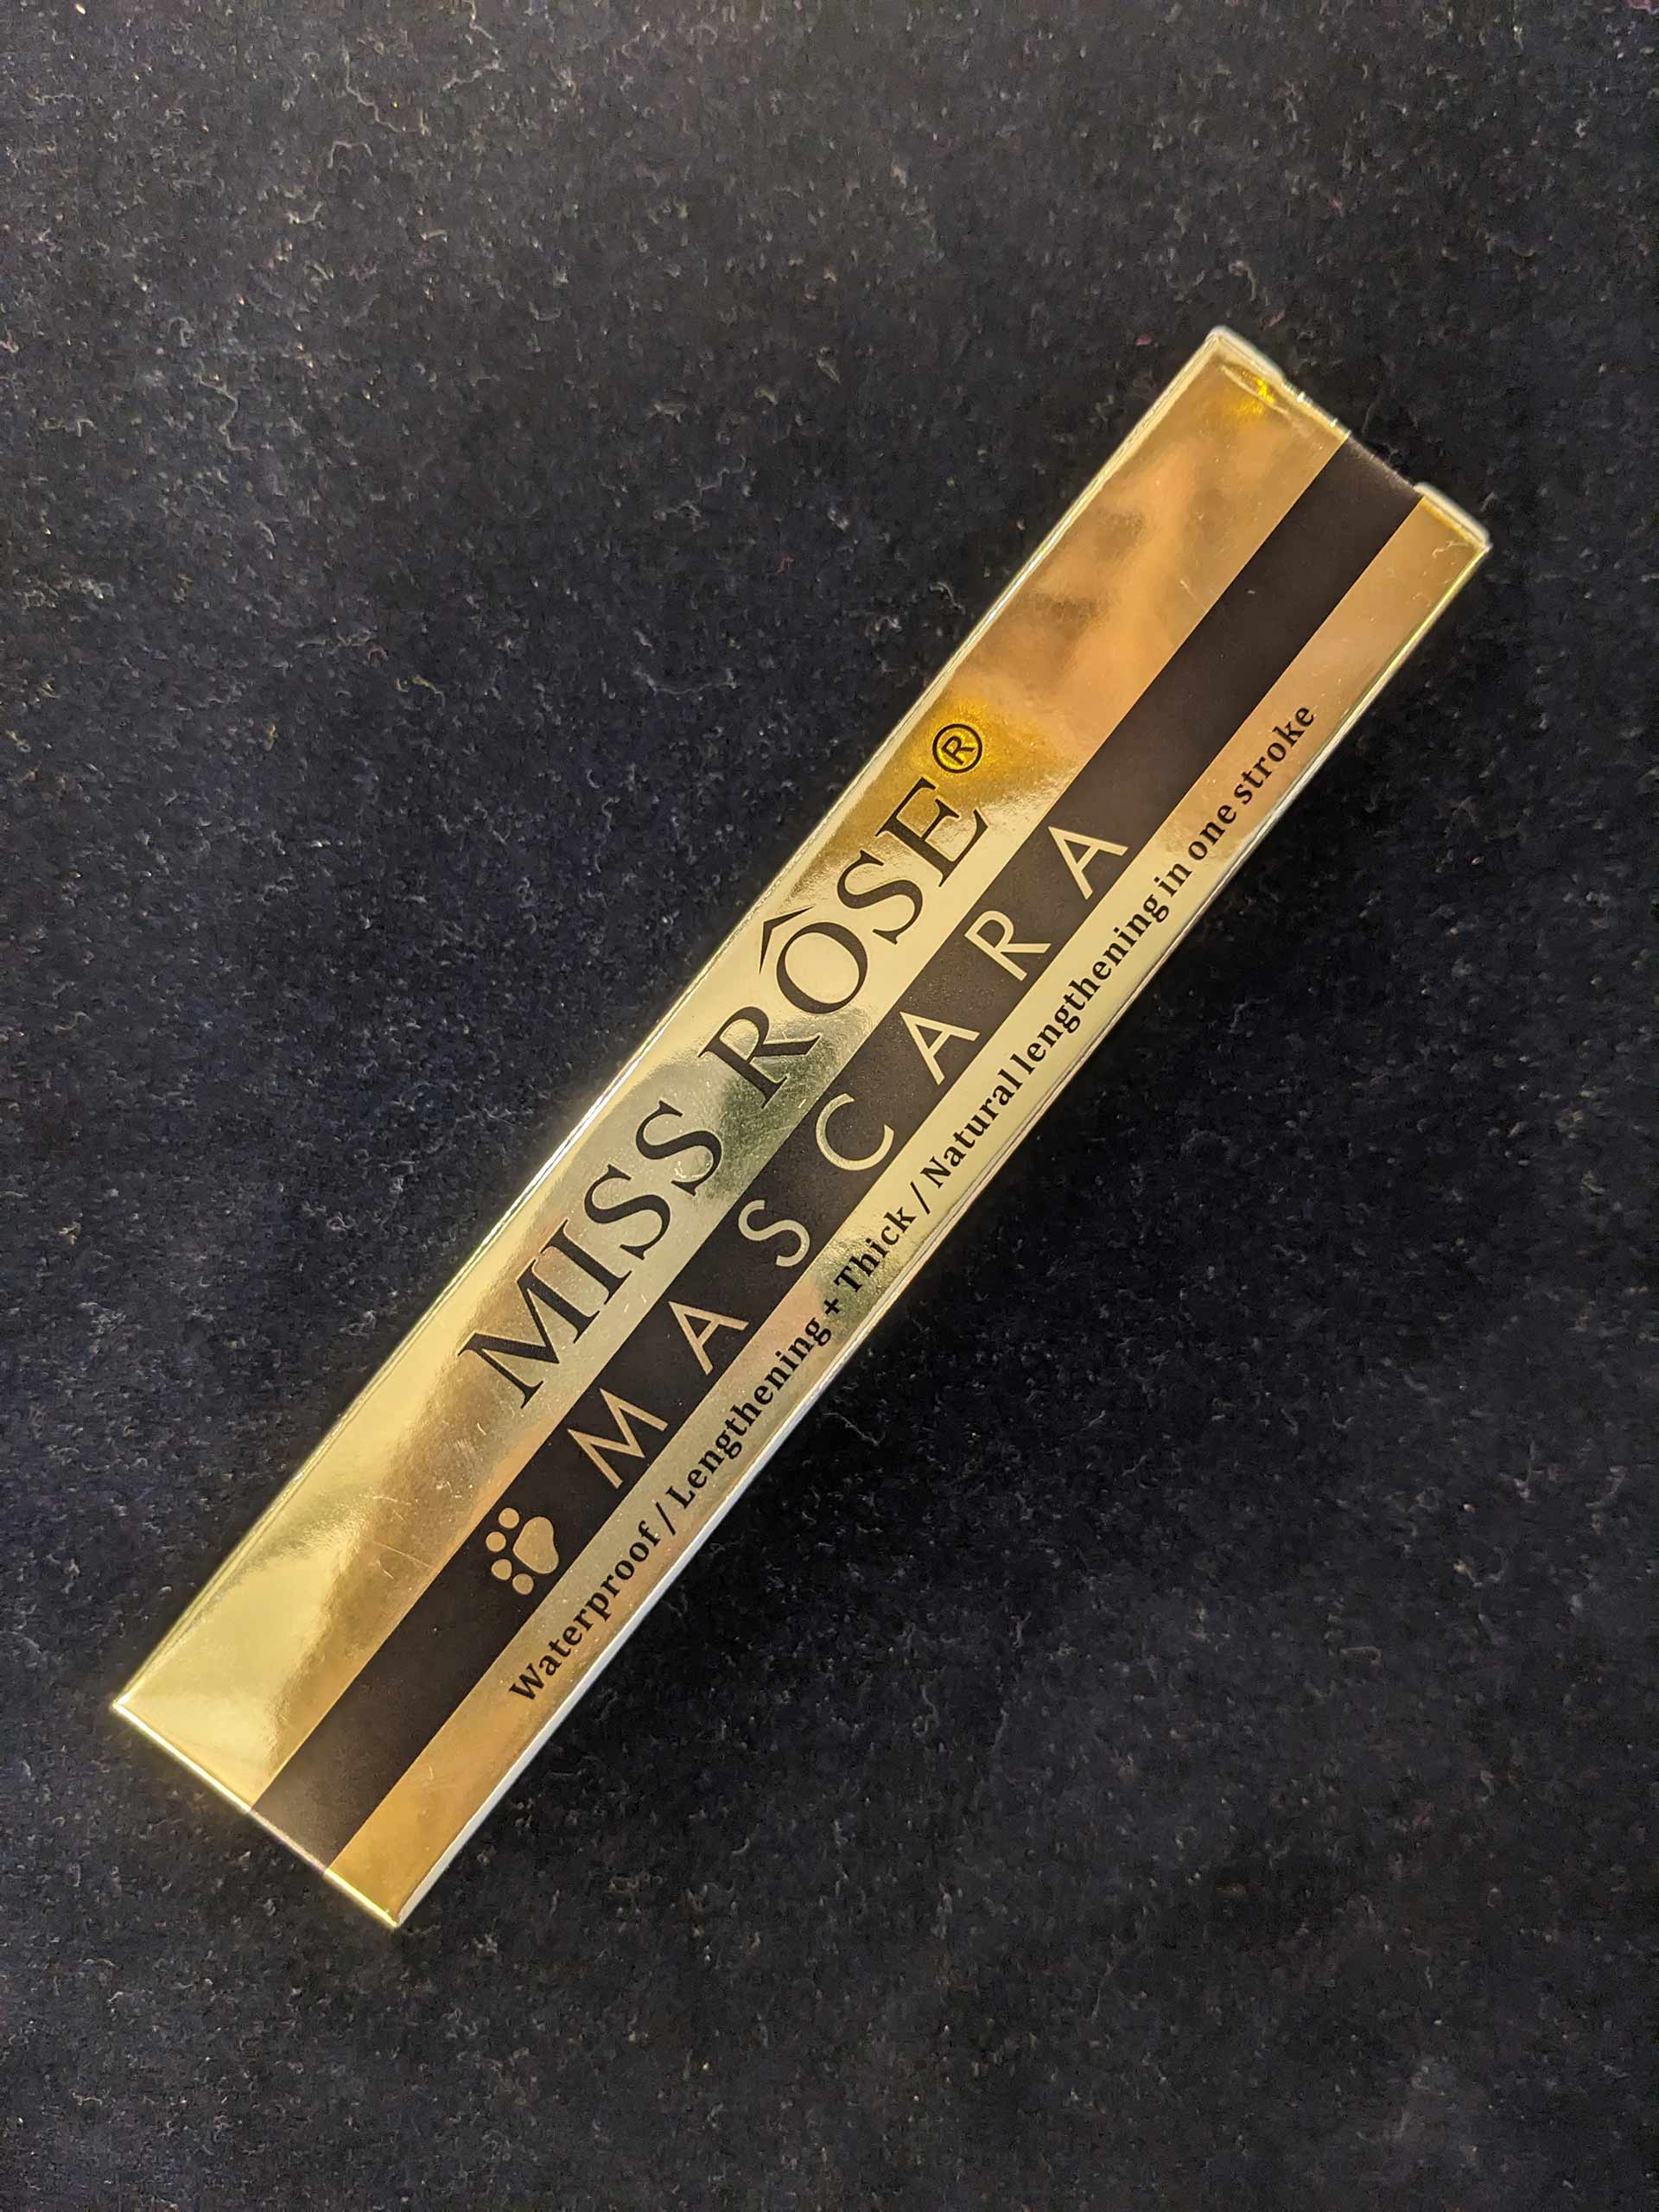 MISS RÔSE®
MASCARA
Waterproof / Lengthening + Thick / Natural lengthening in one stroke